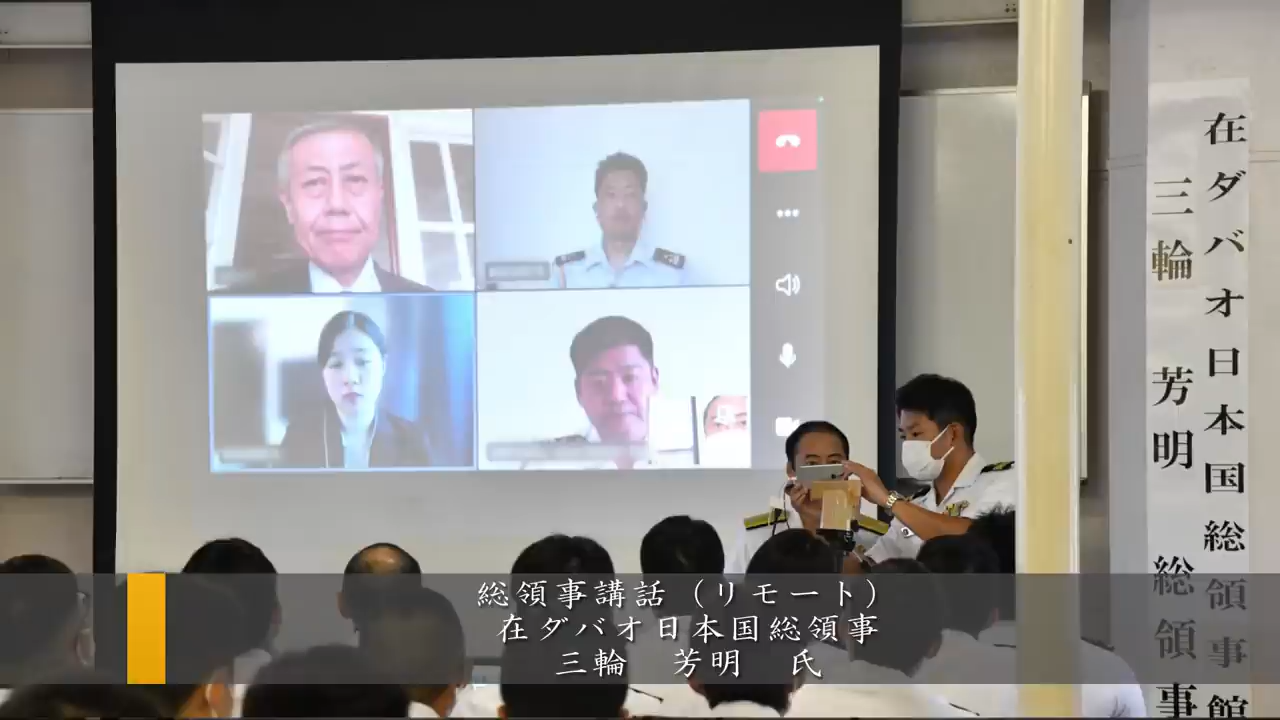 在ダバオ日本国総領事館
三輪 芳明 総領事
総領事講話（リモート）
在ダバオ日本国総領事
三輪 芳明 氏